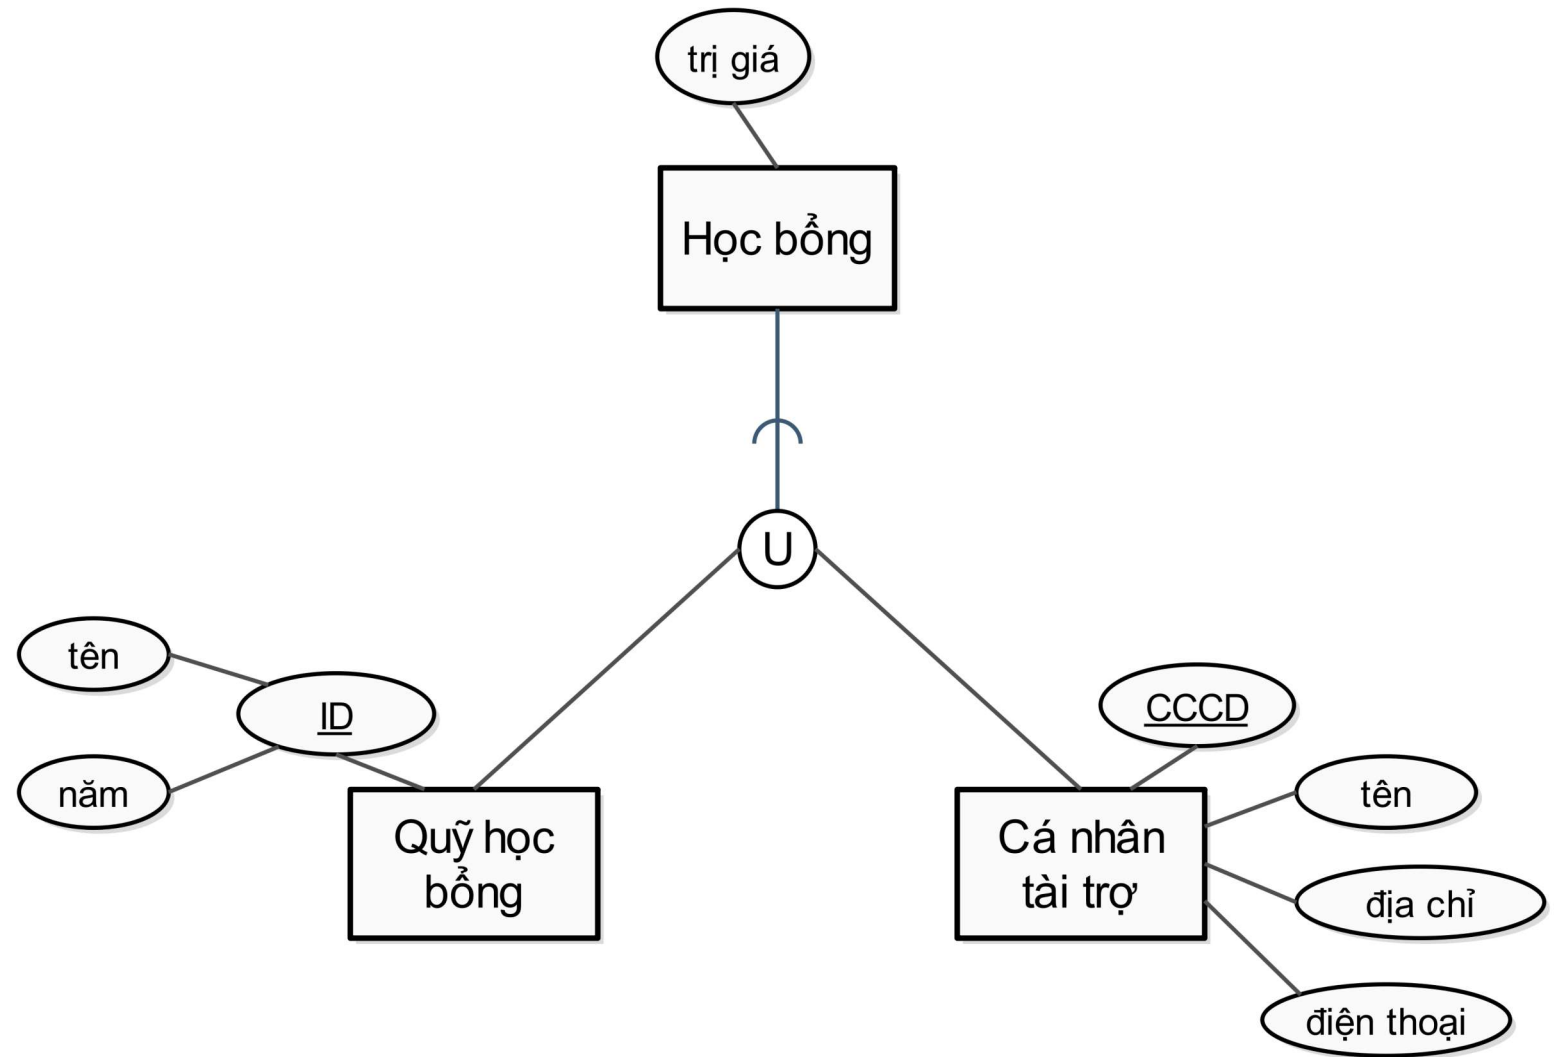 trị giá
Học bổng
U
tên
ID
năm
Quỹ học
bổng
CCCD
tên
Cá nhân
tài trợ
địa chỉ
điện thoại